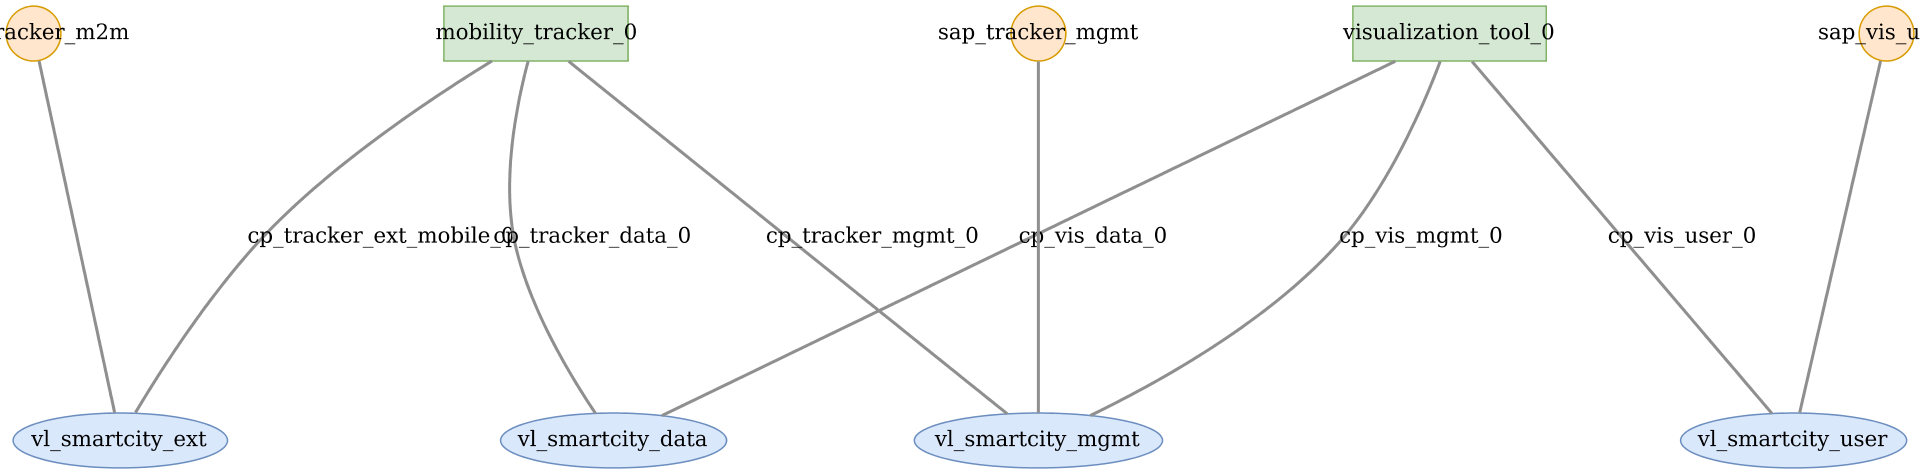 racker_m2m
mobility_tracker_0
sap_tracker_mgmt
visualization_tool_0
sap_vis_u
cp_tracker_ext_mobile_0
cp_tracker_data_0
cp_tracker_mgmt_0
cp_vis_data_0
cp_vis_mgmt_0
cp_vis_user_0
vl_smartcity_ext
vl_smartcity_data
vl_smartcity_mgmt
vl_smartcity_user